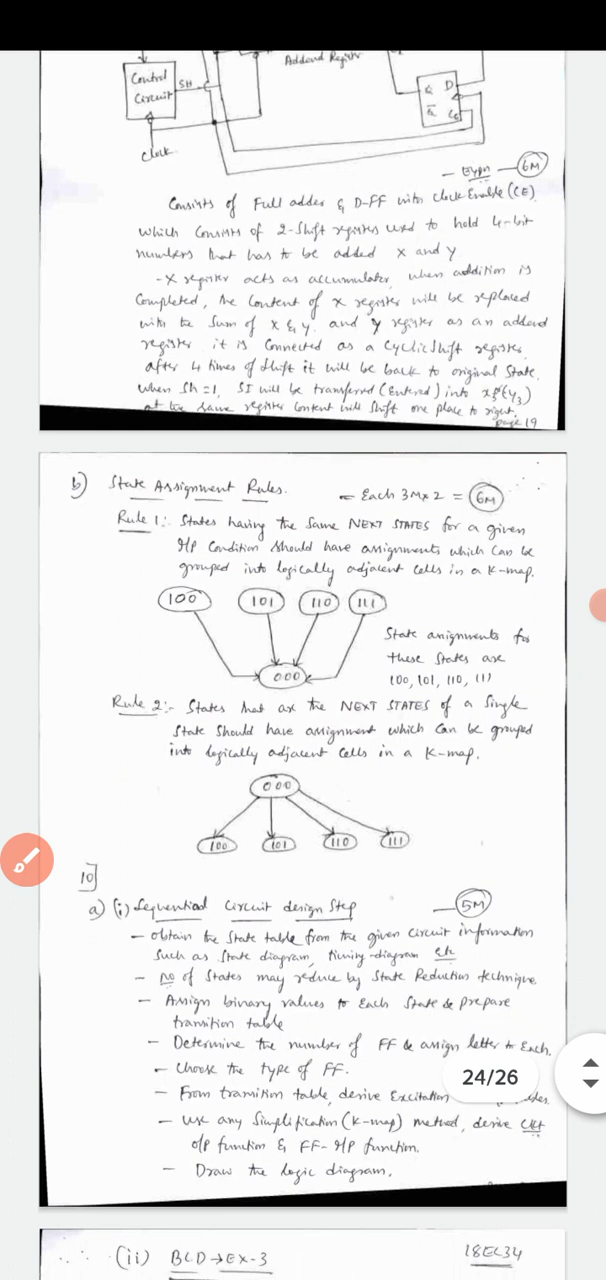 Addend Register
Control
Circuit
SH
Q D
Q CE
Clock
- Expn - 6M
Consists of Full adder & D-FF with clock Enable (CE)
which consists of 2-shift registers used to hold 4-bit
numbers that has to be added x and y
-X register acts as accumulator, when addition is
Completed, the content of x register will be replaced
with the sum of x & y. and y register as an addend
register it is connected as a cyclic shift register.
after 4 times of shift it will be back to original State.
when Sh=1, SI will be transferred (Entered) into
at the same register content will shift one place to right.
page 19
b) State Assignment Rules. - Each 3M x 2 = 6M
Rule 1:- States having the same NEXT STATES for a given
I/P Condition should have assignments which can be
grouped into logically adjacent cells in a K-map.
100 101 110 111
000
State assignments for
these states are
100, 101, 110, 111
Rule 2:- States that are the NEXT STATES of a single
State should have assignment which can be grouped
into logically adjacent cells in a K-map.
000
100 101 110 111
10]
a) (i) Sequential Circuit design Step - 5M
- obtain the State table from the given circuit information
such as State diagram, timing-diagram etc
- no of States may reduce by State Reduction technique.
- Assign binary values to each state & prepare
transition table
- Determine the number of FF & assign letter to Each.
- choose the type of FF.
- From transition table, derive Excitation
- use any Simplification (K-map) method, derive CKt
o/p function & FF-I/P function.
- Draw the logic diagram.
24/26
(ii) BCD→EX-3 18EL34